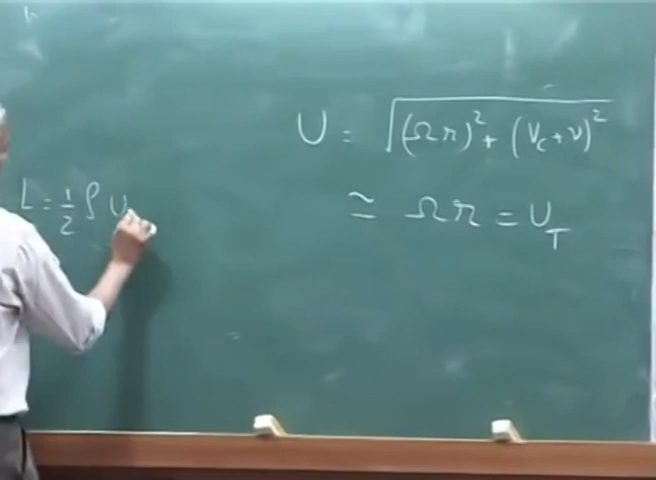 U = √((Ωr)² + (V_c + v)²)
≃ Ωr = U_T
L = 1/2 ρ U